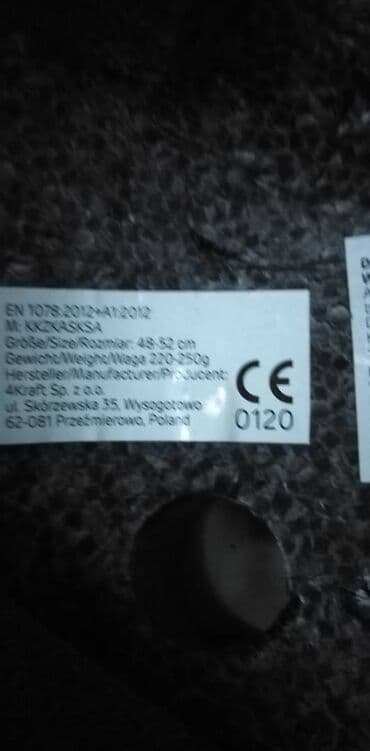 EN 1078:2012+A1:2012
M: KKZKASKSA
Größe/Size/Rozmiar: 48-52 cm
Gewicht/Weight/Waga 220-250g
Hersteller/Manufacturer/Producent:
4Kraft Sp. z o.o.
ul. Skórzewska 35, Wysogotowo
62-081 Przeźmierowo, Poland
CE
0120